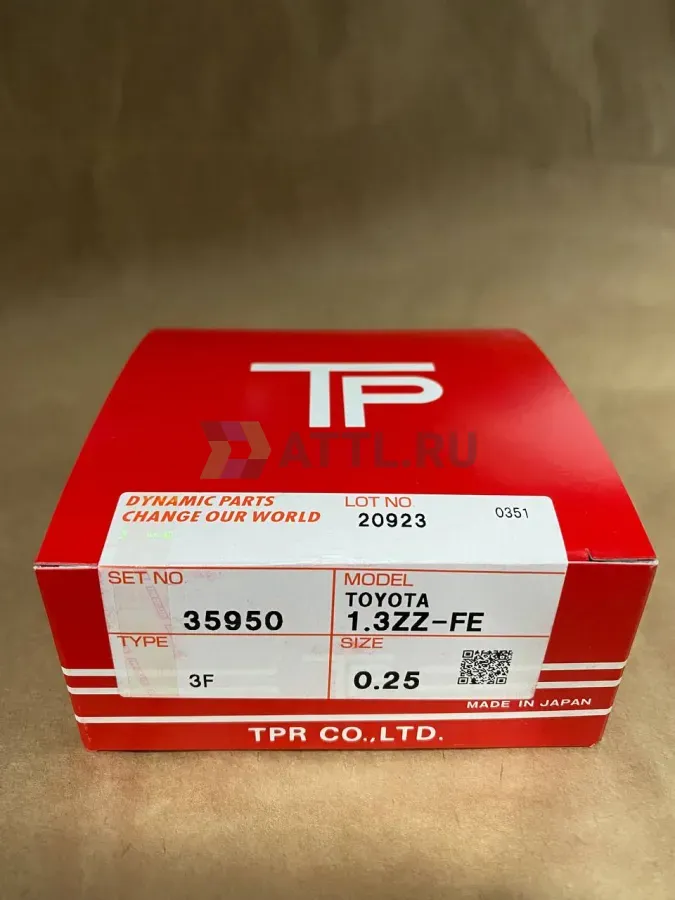 TP
ATTL.RU
DYNAMIC PARTS
CHANGE OUR WORLD
LOT NO.
20923
0351
SET NO.
35950
MODEL
TOYOTA
1.3ZZ-FE
TYPE
3F
SIZE
0.25
MADE IN JAPAN
TPR CO.,LTD.